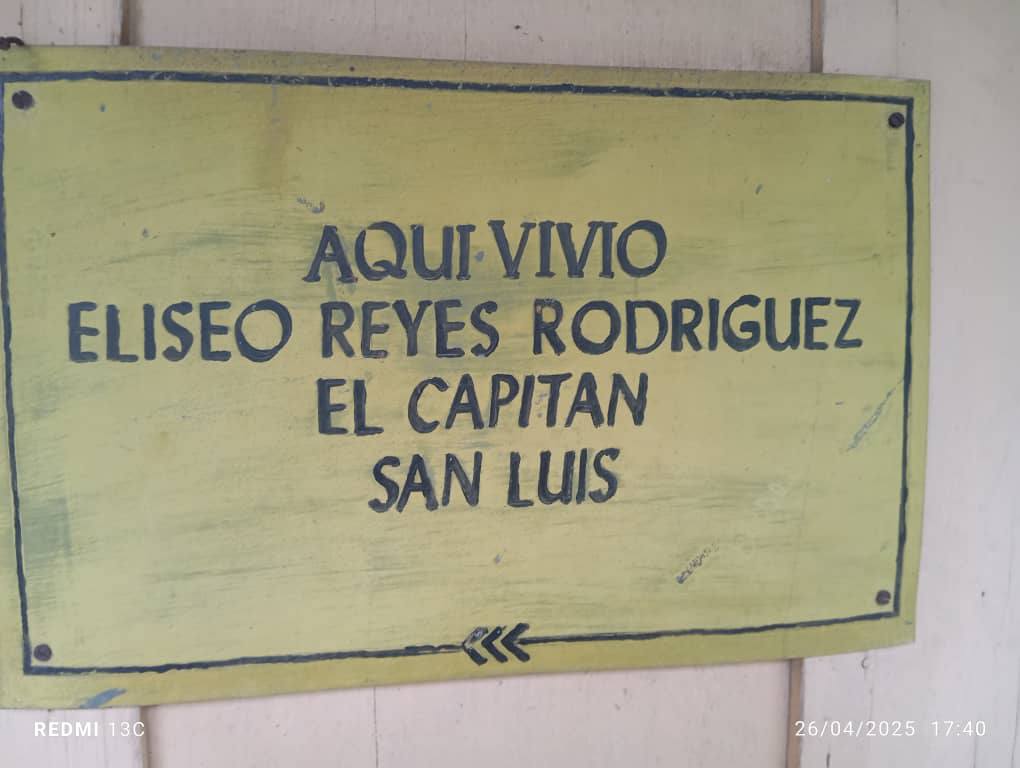 AQUI VIVIO
ELISEO REYES RODRIGUEZ
EL CAPITAN
SAN LUIS
REDMI 13C
26/04/2025 17:40